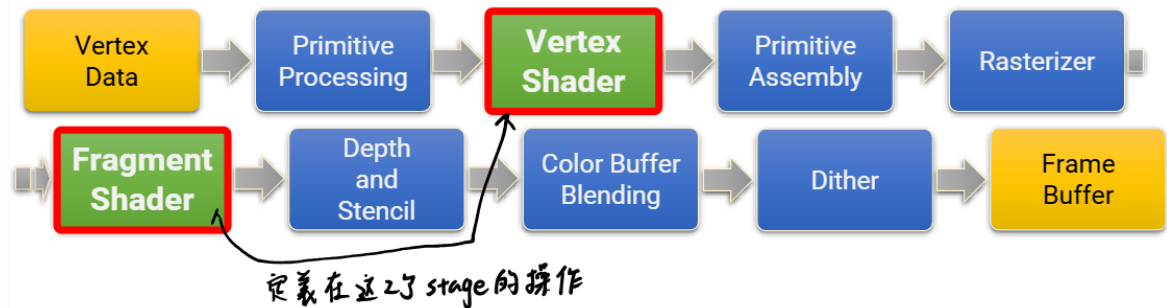 Vertex
Data
Primitive
Processing
Vertex
Shader
Primitive
Assembly
Rasterizer
Fragment
Shader
Depth
and
Stencil
Color Buffer
Blending
Dither
Frame
Buffer
定義在这2个stage的操作